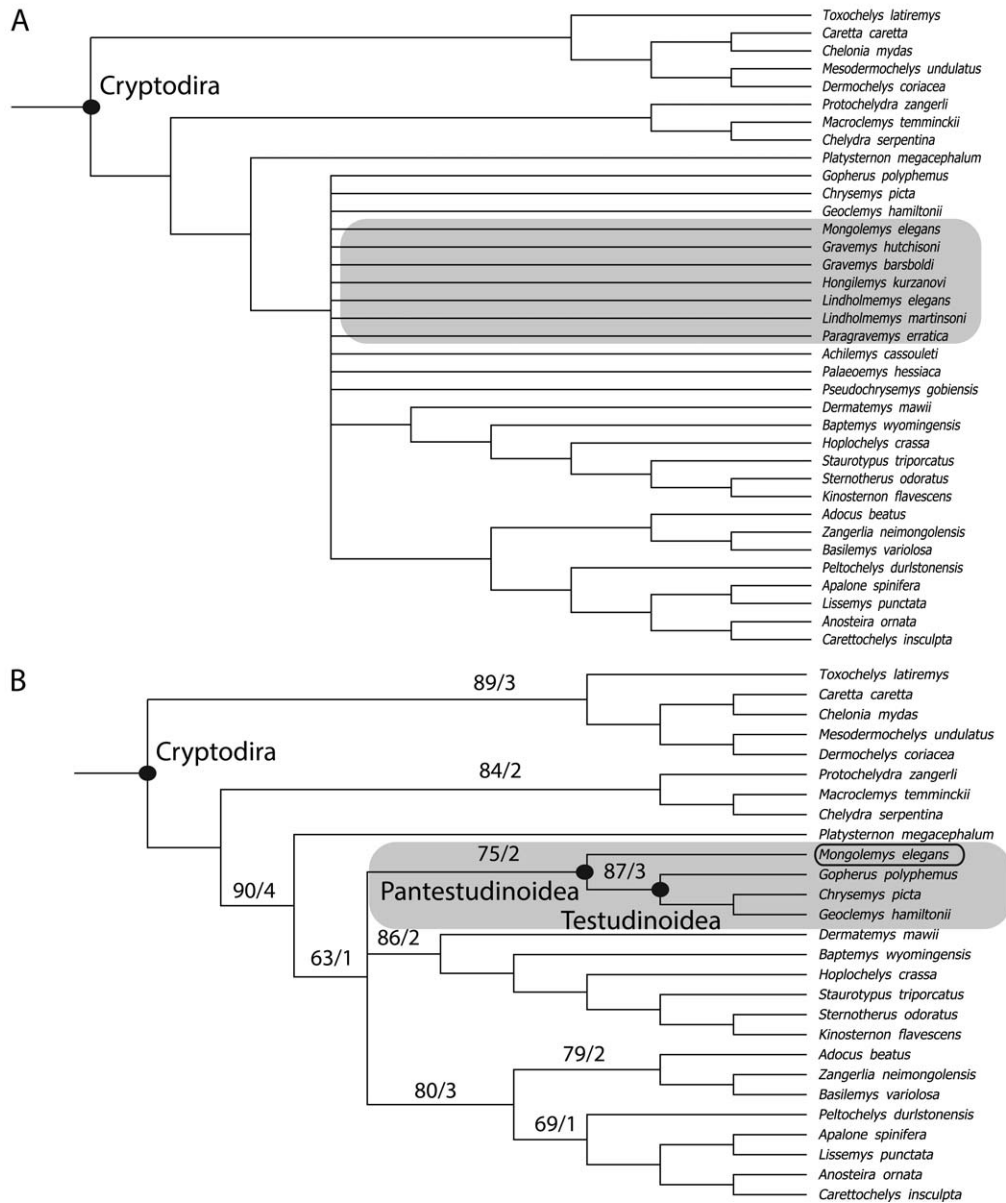 A
Cryptodira
Toxochelys latiremys
Caretta caretta
Chelonia mydas
Mesodermochelys undulatus
Dermochelys coriacea
Protochelydra zangerli
Macroclemys temminckii
Chelydra serpentina
Platysternon megacephalum
Gopherus polyphemus
Chrysemys picta
Geoclemys hamiltonii
Mongolemys elegans
Gravemys hutchisoni
Gravemys barsboldi
Hongilemys kurzanovi
Lindholmemys elegans
Lindholmemys martinsoni
Paragravemys erratica
Achilemys cassouleti
Palaeoemys hessiaca
Pseudochrysemys gobiensis
Dermatemys mawii
Baptemys wyomingensis
Hoplochelys crassa
Staurotypus triporcatus
Sternotherus odoratus
Kinosternon flavescens
Adocus beatus
Zangerlia neimongolensis
Basilemys variolosa
Peltochelys durlstonensis
Apalone spinifera
Lissemys punctata
Anosteira ornata
Carettochelys insculpta
B
Cryptodira
89/3
84/2
90/4
75/2
87/3
Pantestudinoidea
Testudinoidea
63/1
86/2
79/2
80/3
69/1
Toxochelys latiremys
Caretta caretta
Chelonia mydas
Mesodermochelys undulatus
Dermochelys coriacea
Protochelydra zangerli
Macroclemys temminckii
Chelydra serpentina
Platysternon megacephalum
Mongolemys elegans
Gopherus polyphemus
Chrysemys picta
Geoclemys hamiltonii
Dermatemys mawii
Baptemys wyomingensis
Hoplochelys crassa
Staurotypus triporcatus
Sternotherus odoratus
Kinosternon flavescens
Adocus beatus
Zangerlia neimongolensis
Basilemys variolosa
Peltochelys durlstonensis
Apalone spinifera
Lissemys punctata
Anosteira ornata
Carettochelys insculpta